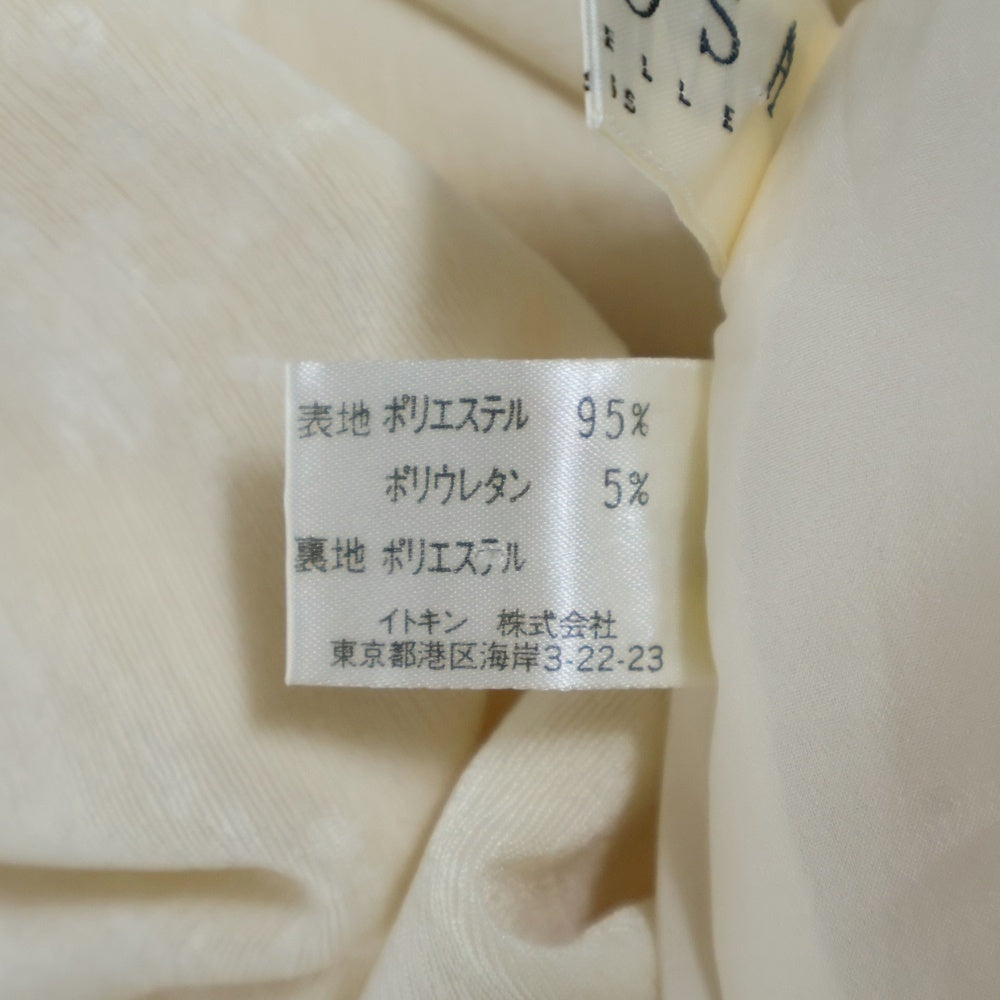 表地 ポリエステル 95%
ポリウレタン 5%
裏地 ポリエステル
イトキン 株式会社
東京都港区海岸3-22-23